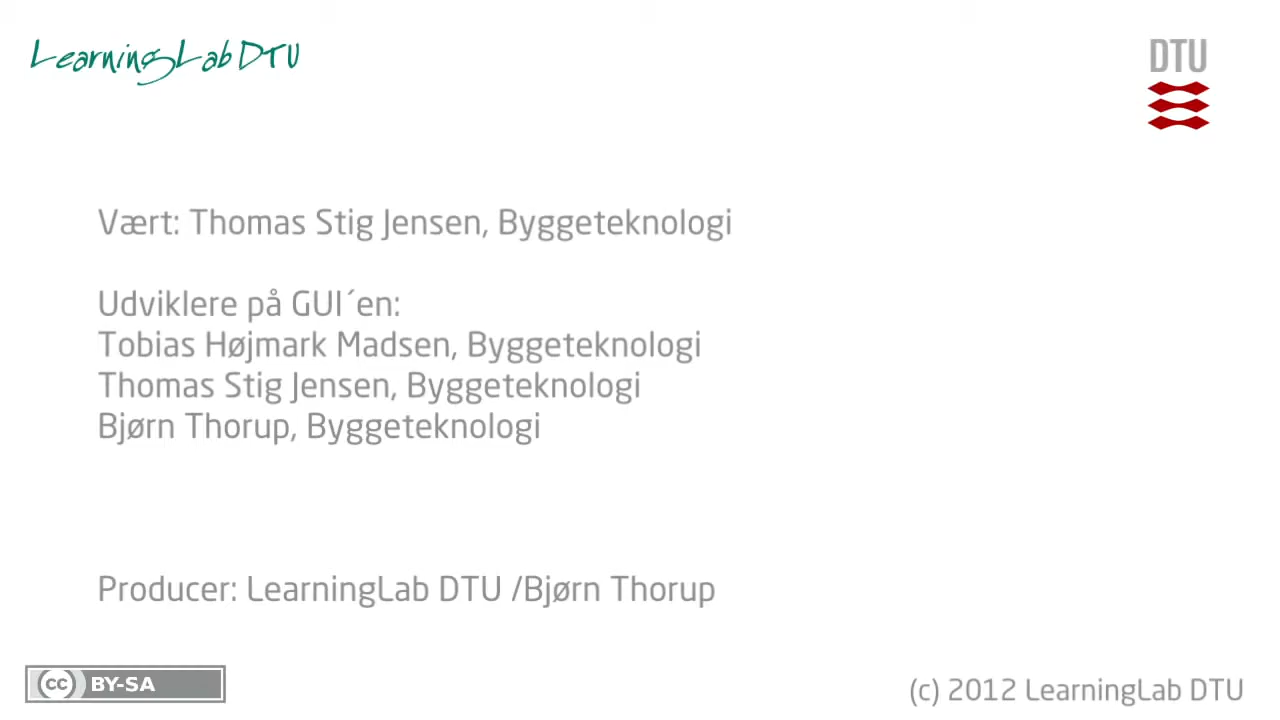 LearningLab DTU
DTU
Vært: Thomas Stig Jensen, Byggeteknologi
Udviklere på GUI´en:
Tobias Højmark Madsen, Byggeteknologi
Thomas Stig Jensen, Byggeteknologi
Bjørn Thorup, Byggeteknologi
Producer: LearningLab DTU /Bjørn Thorup
cc BY-SA
(c) 2012 LearningLab DTU